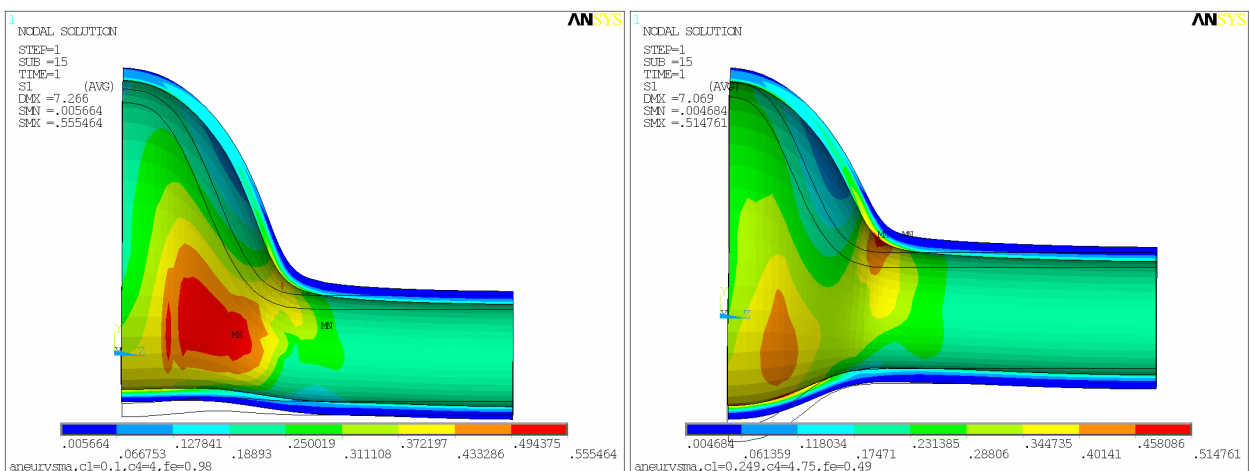 1
ANSYS
NODAL SOLUTION
STEP=1
SUB =15
TIME=1
S1 (AVG)
DMX =7.266
SMN =.005664
SMX =.555464
MX
MN
Y
Z
.005664 .127841 .250019 .372197 .494375
.066753 .18893 .311108 .433286 .555464
aneurysma,c1=0.1,c4=4,fe=0.98
1
ANSYS
NODAL SOLUTION
STEP=1
SUB =15
TIME=1
S1 (AVG)
DMX =7.069
SMN =.004684
SMX =.514761
MX MN
Y
Z
.004684 .118034 .231385 .344735 .458086
.061359 .17471 .28806 .40141 .514761
aneurysma,c1=0.249,c4=4.75,fe=0.49